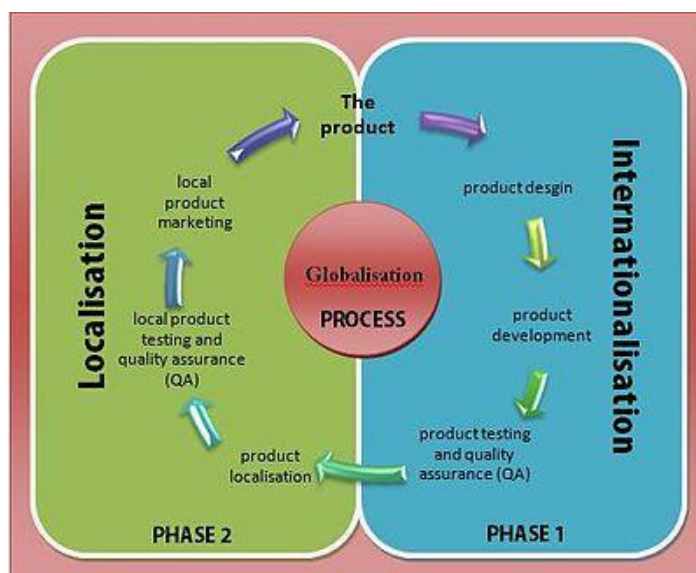 The
product
product desgin
product
development
product testing
and quality
assurance (QA)
Internationalisation
PHASE 1
product
localisation
local product
testing and
quality assurance
(QA)
local
product
marketing
Localisation
PHASE 2
Globalisation
PROCESS